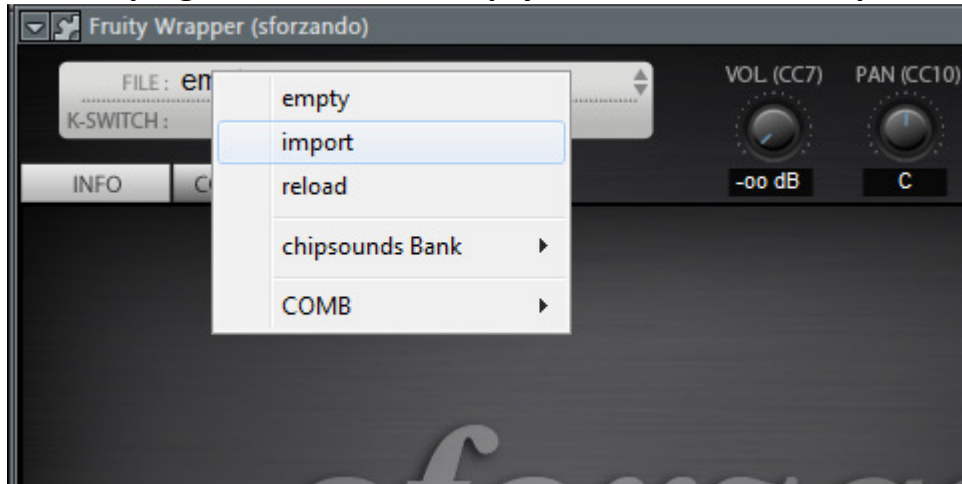 Fruity Wrapper (sforzando)
FILE:
K-SWITCH:
empty
import
reload
chipsounds Bank
COMB
VOL. (CC7)
PAN (CC10)
-oo dB
C
INFO